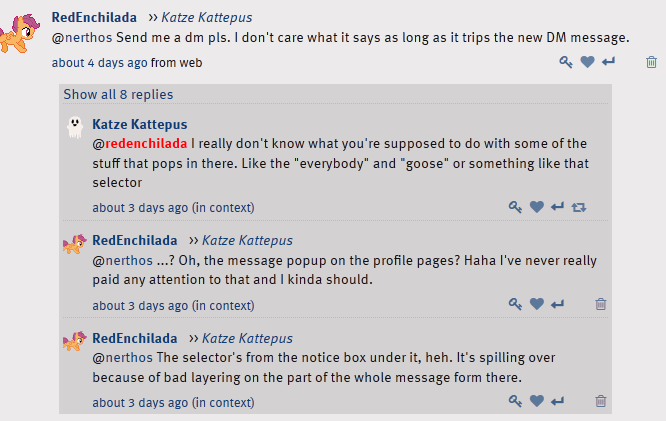 RedEnchilada ›› Katze Kattepus
@nerthos Send me a dm pls. I don't care what it says as long as it trips the new DM message.
about 4 days ago from web
Show all 8 replies
Katze Kattepus
@redenchilada I really don't know what you're supposed to do with some of the
stuff that pops in there. Like the "everybody" and "goose" or something like that
selector
about 3 days ago (in context)
RedEnchilada ›› Katze Kattepus
@nerthos ...? Oh, the message popup on the profile pages? Haha I've never really
paid any attention to that and I kinda should.
about 3 days ago (in context)
RedEnchilada ›› Katze Kattepus
@nerthos The selector's from the notice box under it, heh. It's spilling over
because of bad layering on the part of the whole message form there.
about 3 days ago (in context)